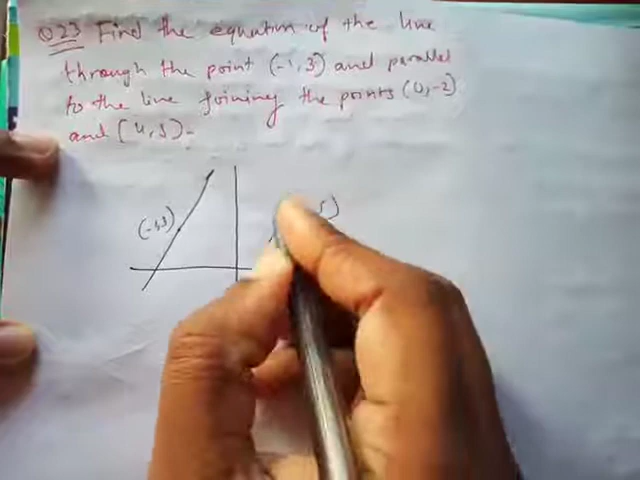 Q23 Find the equation of the line
through the point (-1,3) and parallel
to the line joining the points (0,-2)
and (4,5).
(-1,3)
5)